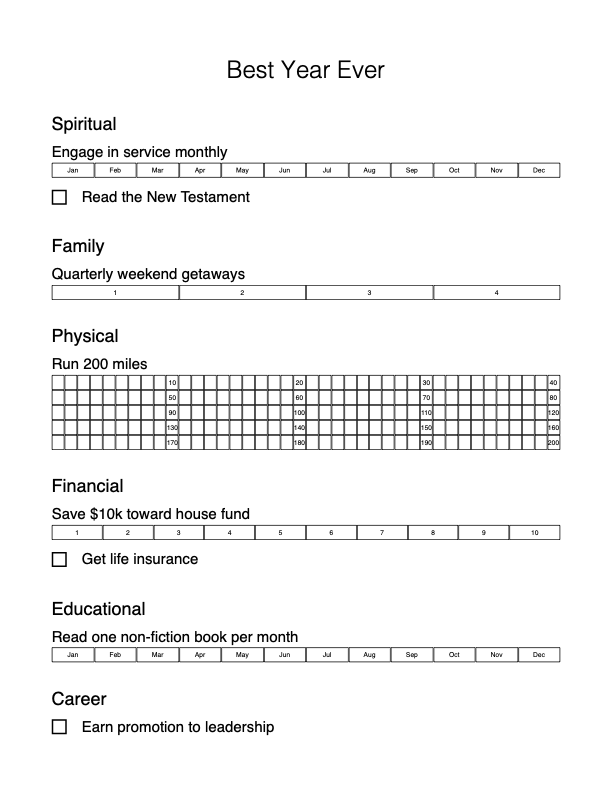 Best Year Ever
Spiritual
Engage in service monthly
Jan Feb Mar Apr May Jun Jul Aug Sep Oct Nov Dec
Read the New Testament
Family
Quarterly weekend getaways
1 2 3 4
Physical
Run 200 miles
10 20 30 40
50 60 70 80
90 100 110 120
130 140 150 160
170 180 190 200
Financial
Save $10k toward house fund
1 2 3 4 5 6 7 8 9 10
Get life insurance
Educational
Read one non-fiction book per month
Jan Feb Mar Apr May Jun Jul Aug Sep Oct Nov Dec
Career
Earn promotion to leadership